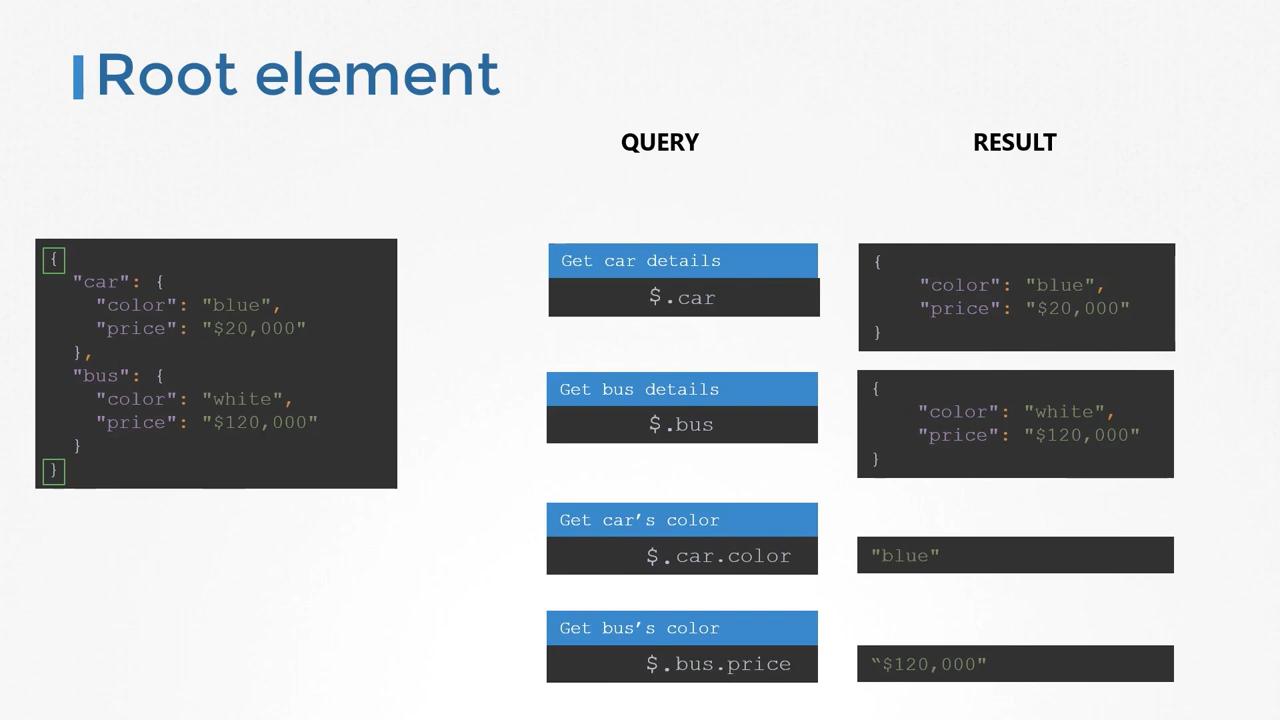 Root element
QUERY
RESULT
{
"car": {
"color": "blue",
"price": "$20,000"
},
"bus": {
"color": "white",
"price": "$120,000"
}
}
Get car details
$.car
{
"color": "blue",
"price": "$20,000"
}
Get bus details
$.bus
{
"color": "white",
"price": "$120,000"
}
Get car’s color
$.car.color
"blue"
Get bus’s color
$.bus.price
“$120,000"